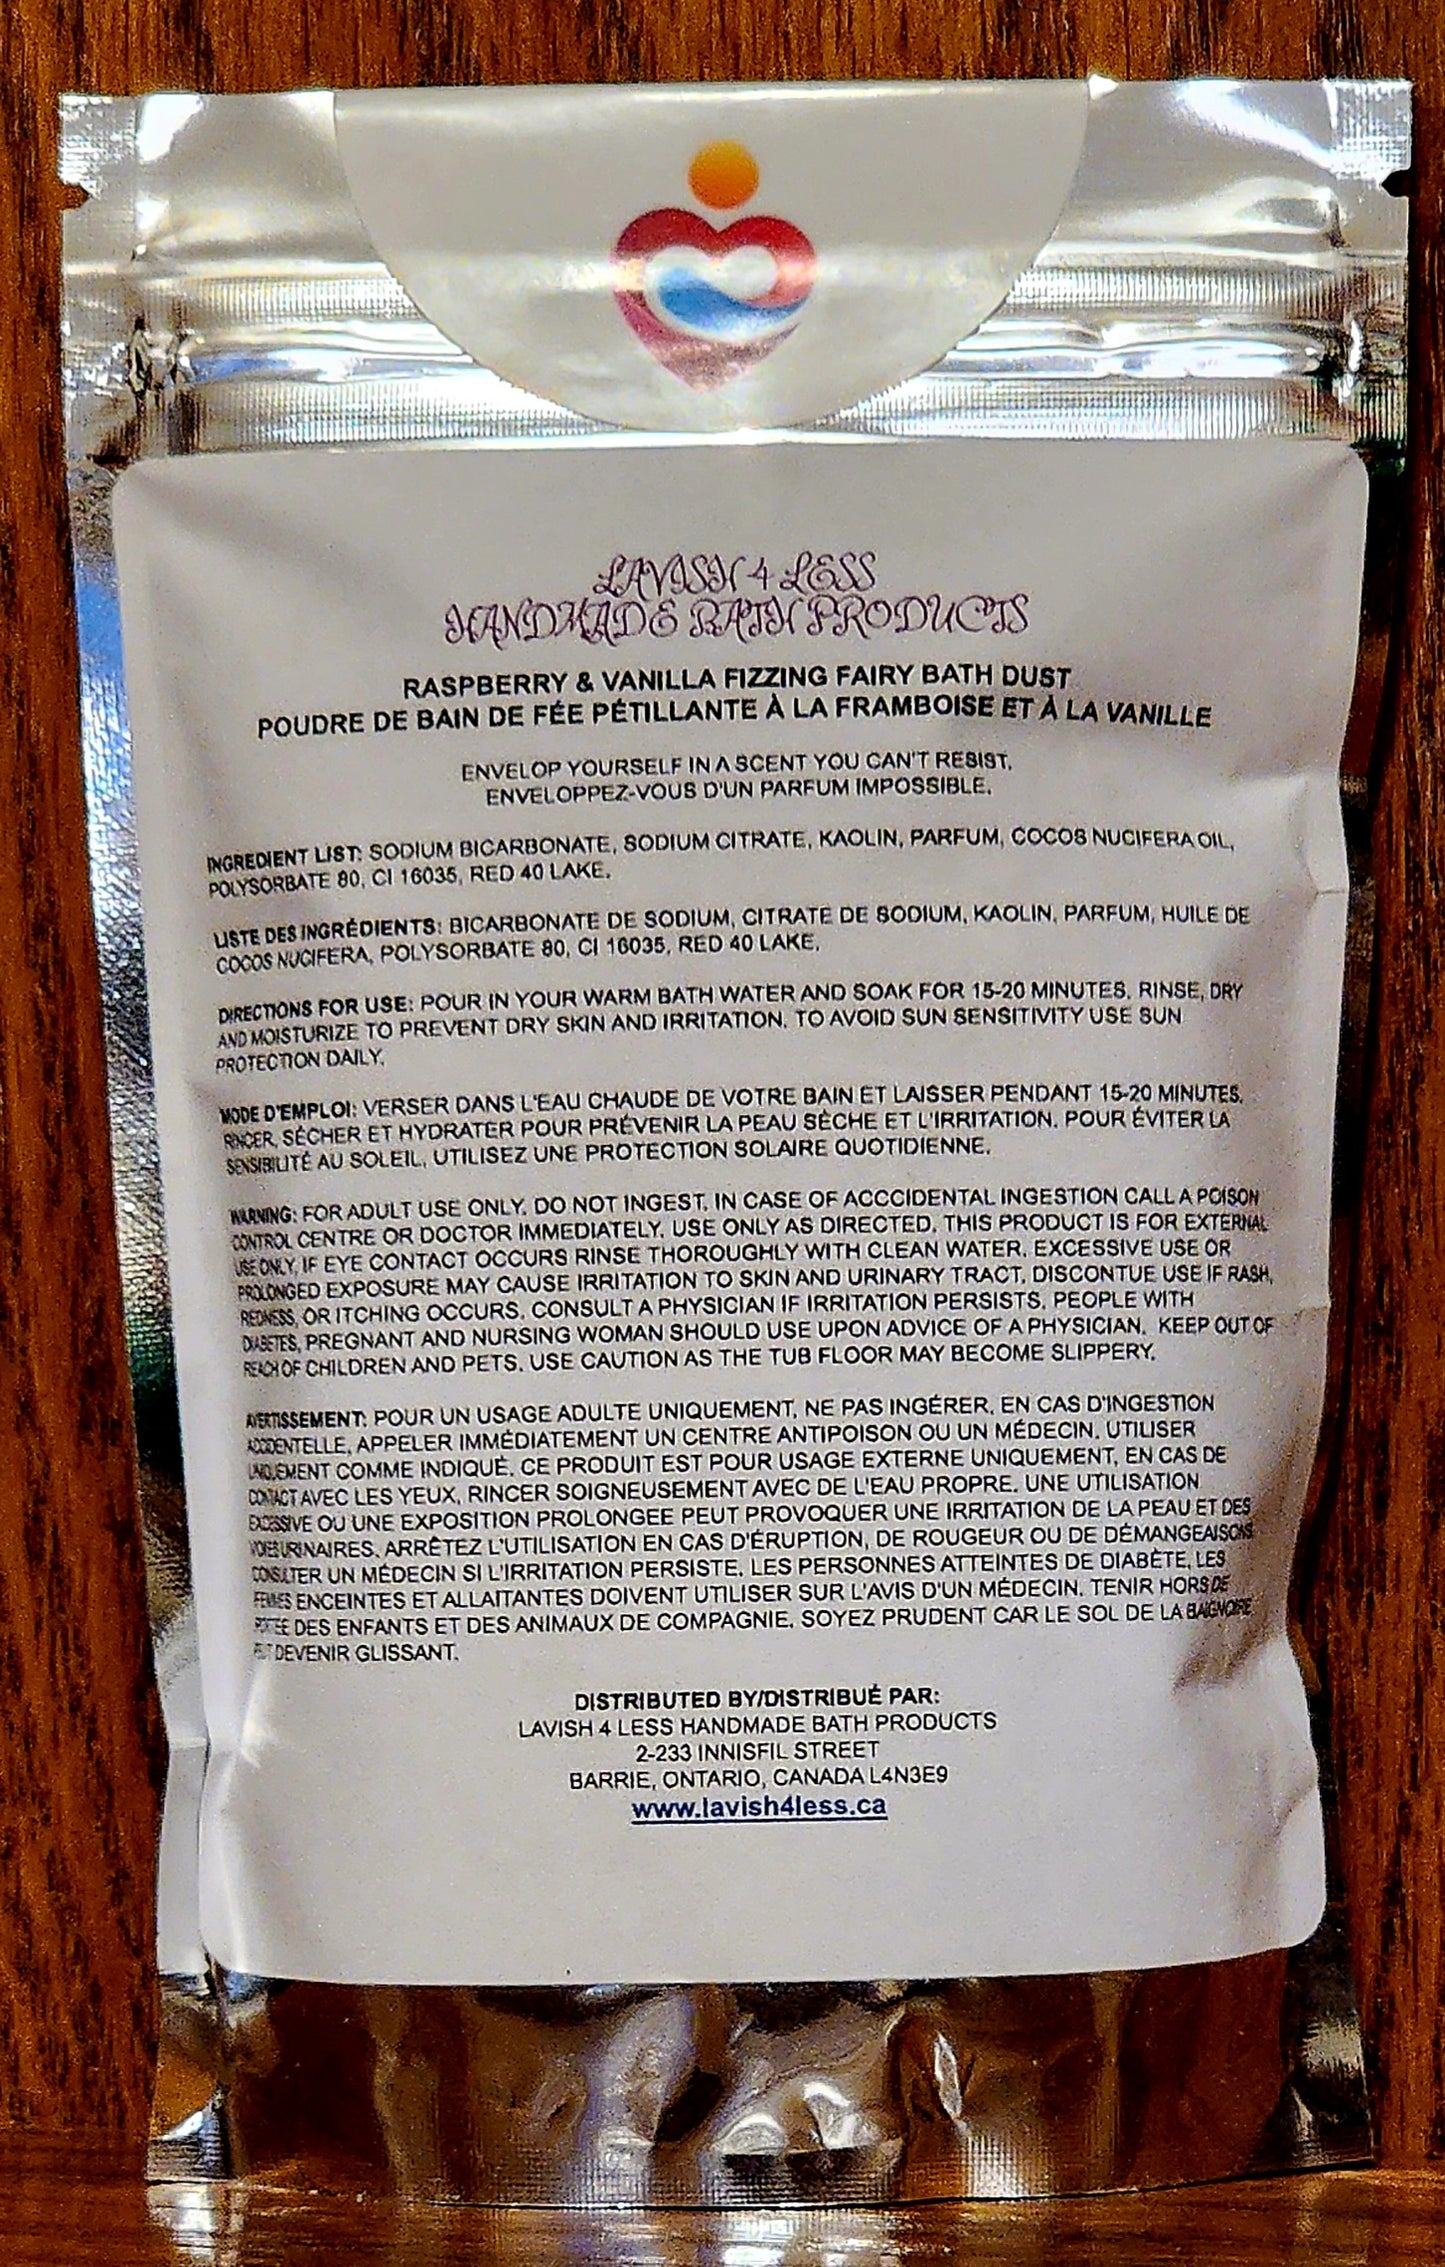 LAVISH 4 LESS
HANDMADE BATH PRODUCTS
RASPBERRY & VANILLA FIZZING FAIRY BATH DUST
POUDRE DE BAIN DE FÉE PÉTILLANTE À LA FRAMBOISE ET À LA VANILLE
ENVELOP YOURSELF IN A SCENT YOU CAN'T RESIST.
ENVELOPPEZ-VOUS D'UN PARFUM IMPOSSIBLE.
INGREDIENT LIST: SODIUM BICARBONATE, SODIUM CITRATE, KAOLIN, PARFUM, COCOS NUCIFERA OIL,
POLYSORBATE 80, CI 16035, RED 40 LAKE.
LISTE DES INGRÉDIENTS: BICARBONATE DE SODIUM, CITRATE DE SODIUM, KAOLIN, PARFUM, HUILE DE
COCOS NUCIFERA, POLYSORBATE 80, CI 16035, RED 40 LAKE.
DIRECTIONS FOR USE: POUR IN YOUR WARM BATH WATER AND SOAK FOR 15-20 MINUTES. RINSE, DRY
AND MOISTURIZE TO PREVENT DRY SKIN AND IRRITATION. TO AVOID SUN SENSITIVITY USE SUN
PROTECTION DAILY.
MODE D'EMPLOI: VERSER DANS L'EAU CHAUDE DE VOTRE BAIN ET LAISSER PENDANT 15-20 MINUTES.
RINCER, SÉCHER ET HYDRATER POUR PRÉVENIR LA PEAU SÈCHE ET L'IRRITATION. POUR ÉVITER LA
SENSIBILITÉ AU SOLEIL, UTILISEZ UNE PROTECTION SOLAIRE QUOTIDIENNE.
WARNING: FOR ADULT USE ONLY. DO NOT INGEST. IN CASE OF ACCCIDENTAL INGESTION CALL A POISON
CONTROL CENTRE OR DOCTOR IMMEDIATELY. USE ONLY AS DIRECTED. THIS PRODUCT IS FOR EXTERNAL
USE ONLY. IF EYE CONTACT OCCURS RINSE THOROUGHLY WITH CLEAN WATER. EXCESSIVE USE OR
PROLONGED EXPOSURE MAY CAUSE IRRITATION TO SKIN AND URINARY TRACT. DISCONTUE USE IF RASH,
REDNESS, OR ITCHING OCCURS. CONSULT A PHYSICIAN IF IRRITATION PERSISTS. PEOPLE WITH
DIABETES, PREGNANT AND NURSING WOMAN SHOULD USE UPON ADVICE OF A PHYSICIAN. KEEP OUT OF
REACH OF CHILDREN AND PETS. USE CAUTION AS THE TUB FLOOR MAY BECOME SLIPPERY.
AVERTISSEMENT: POUR UN USAGE ADULTE UNIQUEMENT, NE PAS INGÉRER. EN CAS D'INGESTION
ACCIDENTELLE, APPELER IMMÉDIATEMENT UN CENTRE ANTIPOISON OU UN MÉDECIN. UTILISER
UNIQUEMENT COMME INDIQUÉ. CE PRODUIT EST POUR USAGE EXTERNE UNIQUEMENT, EN CAS DE
CONTACT AVEC LES YEUX, RINCER SOIGNEUSEMENT AVEC DE L'EAU PROPRE. UNE UTILISATION
EXCESSIVE OU UNE EXPOSITION PROLONGEE PEUT PROVOQUER UNE IRRITATION DE LA PEAU ET DES
VOIES URINAIRES. ARRÊTEZ L'UTILISATION EN CAS D'ÉRUPTION, DE ROUGEUR OU DE DÉMANGEAISONS.
CONSULTER UN MÉDECIN SI L'IRRITATION PERSISTE. LES PERSONNES ATTEINTES DE DIABÈTE, LES
FEMMES ENCEINTES ET ALLAITANTES DOIVENT UTILISER SUR L'AVIS D'UN MÉDECIN. TENIR HORS DE
PORTÉE DES ENFANTS ET DES ANIMAUX DE COMPAGNIE. SOYEZ PRUDENT CAR LE SOL DE LA BAIGNOIRE
DEVENIR GLISSANT.
DISTRIBUTED BY/DISTRIBUÉ PAR:
LAVISH 4 LESS HANDMADE BATH PRODUCTS
2-233 INNISFIL STREET
BARRIE, ONTARIO, CANADA L4N3E9
www.lavish4less.ca